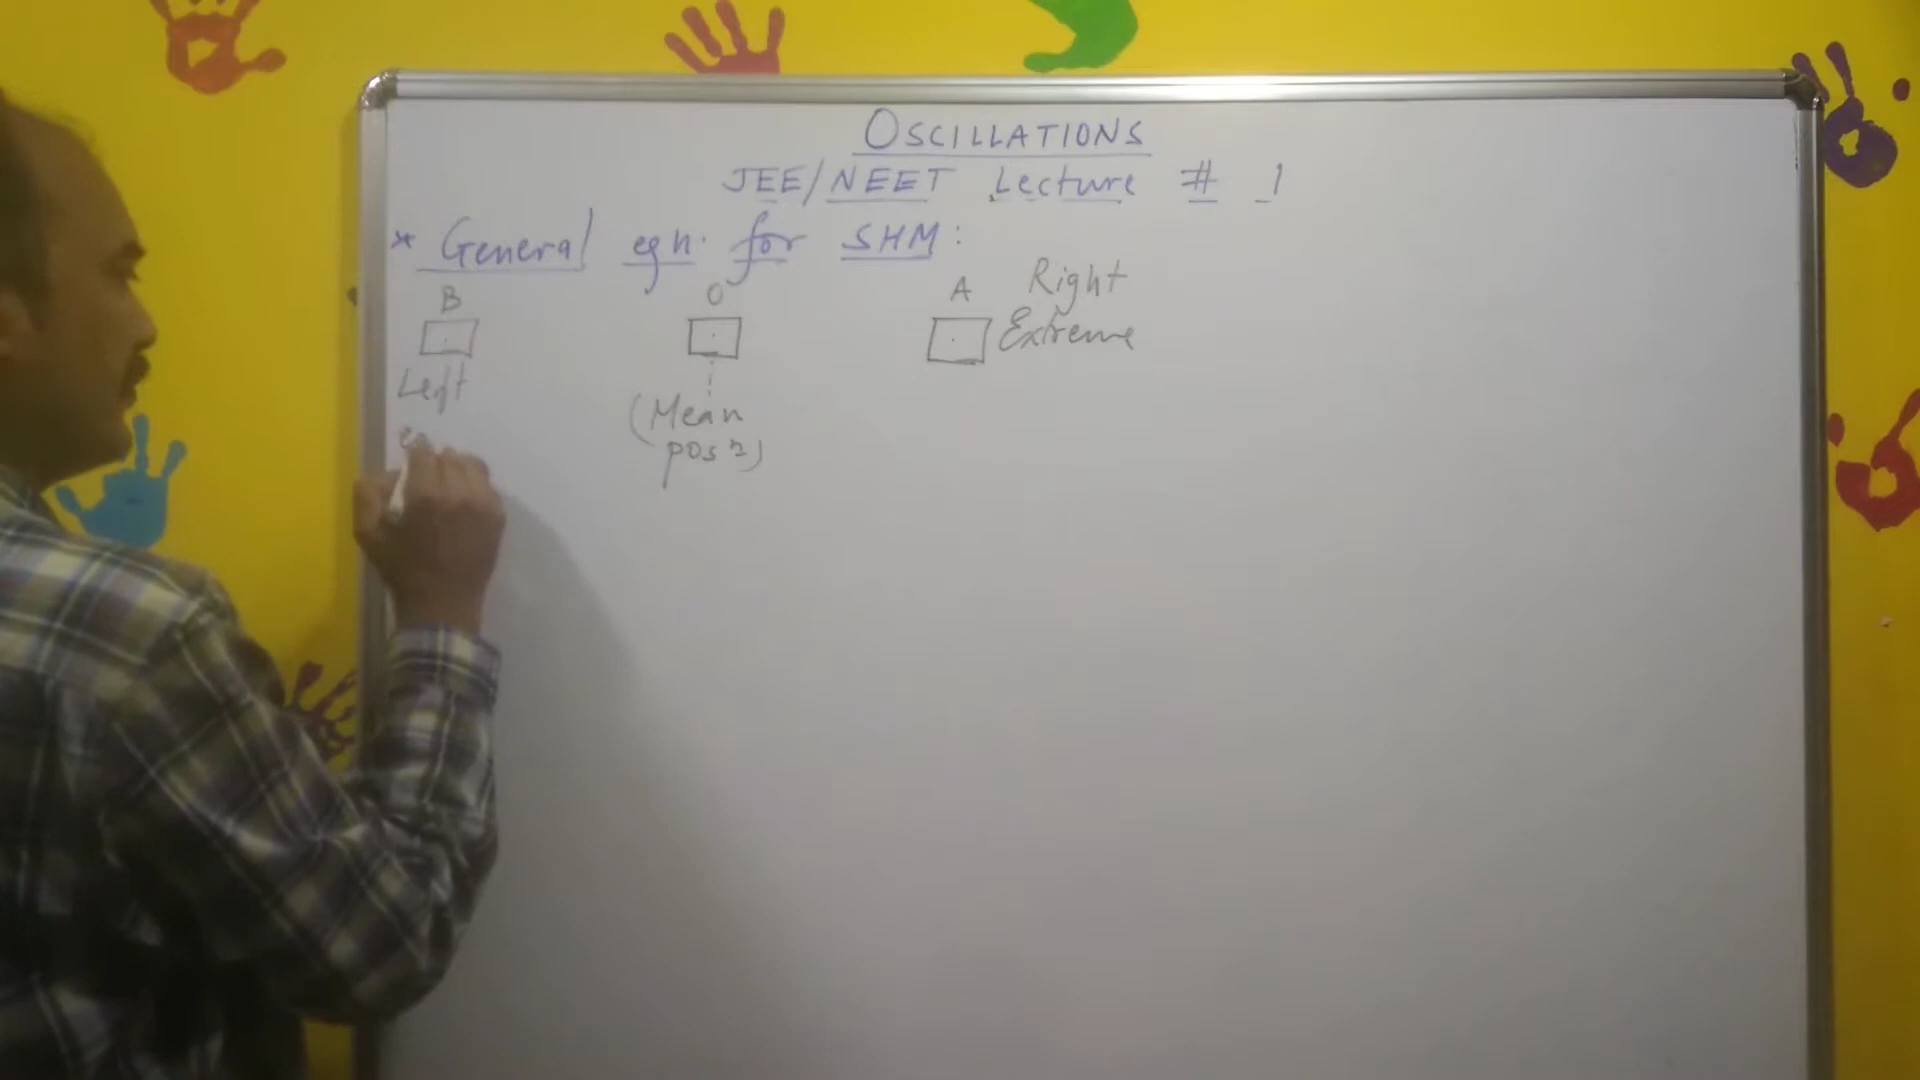 OSCILLATIONS
JEE/NEET Lecture # 1
* General eqn. for SHM:
B O A Right
Extreme
Left
(Mean
posn)